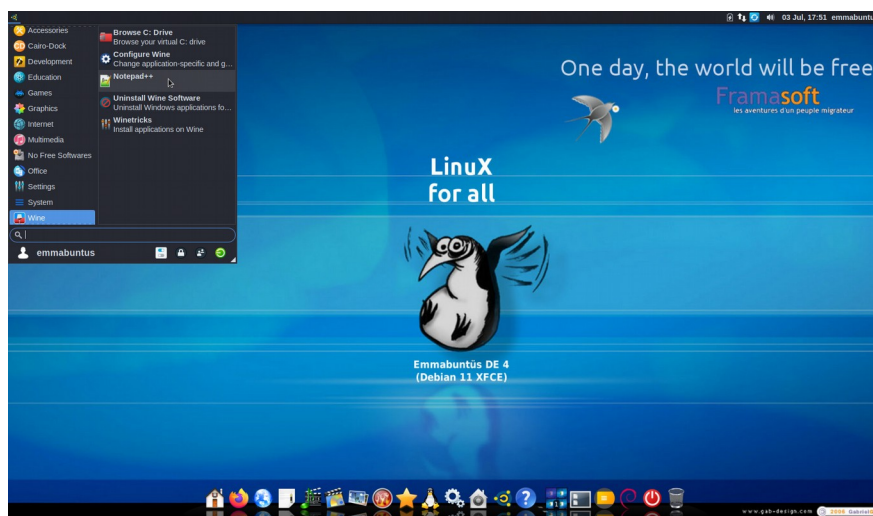 03 Jul, 17:51 emmabuntu
Accessories
Cairo-Dock
Development
Education
Games
Graphics
Internet
Multimedia
No Free Softwares
Office
Settings
System
Wine
Browse C: Drive
Browse your virtual C: drive
Configure Wine
Change application-specific and g...
Notepad++
Uninstall Wine Software
Uninstall Windows applications fo...
Winetricks
Install applications on Wine
emmabuntus
One day, the world will be free
Framasoft
les aventures d'un peuple migrateur
LinuX
for all
Emmabuntüs DE 4
(Debian 11 XFCE)
www.gab-design.com
2006 Gabriel